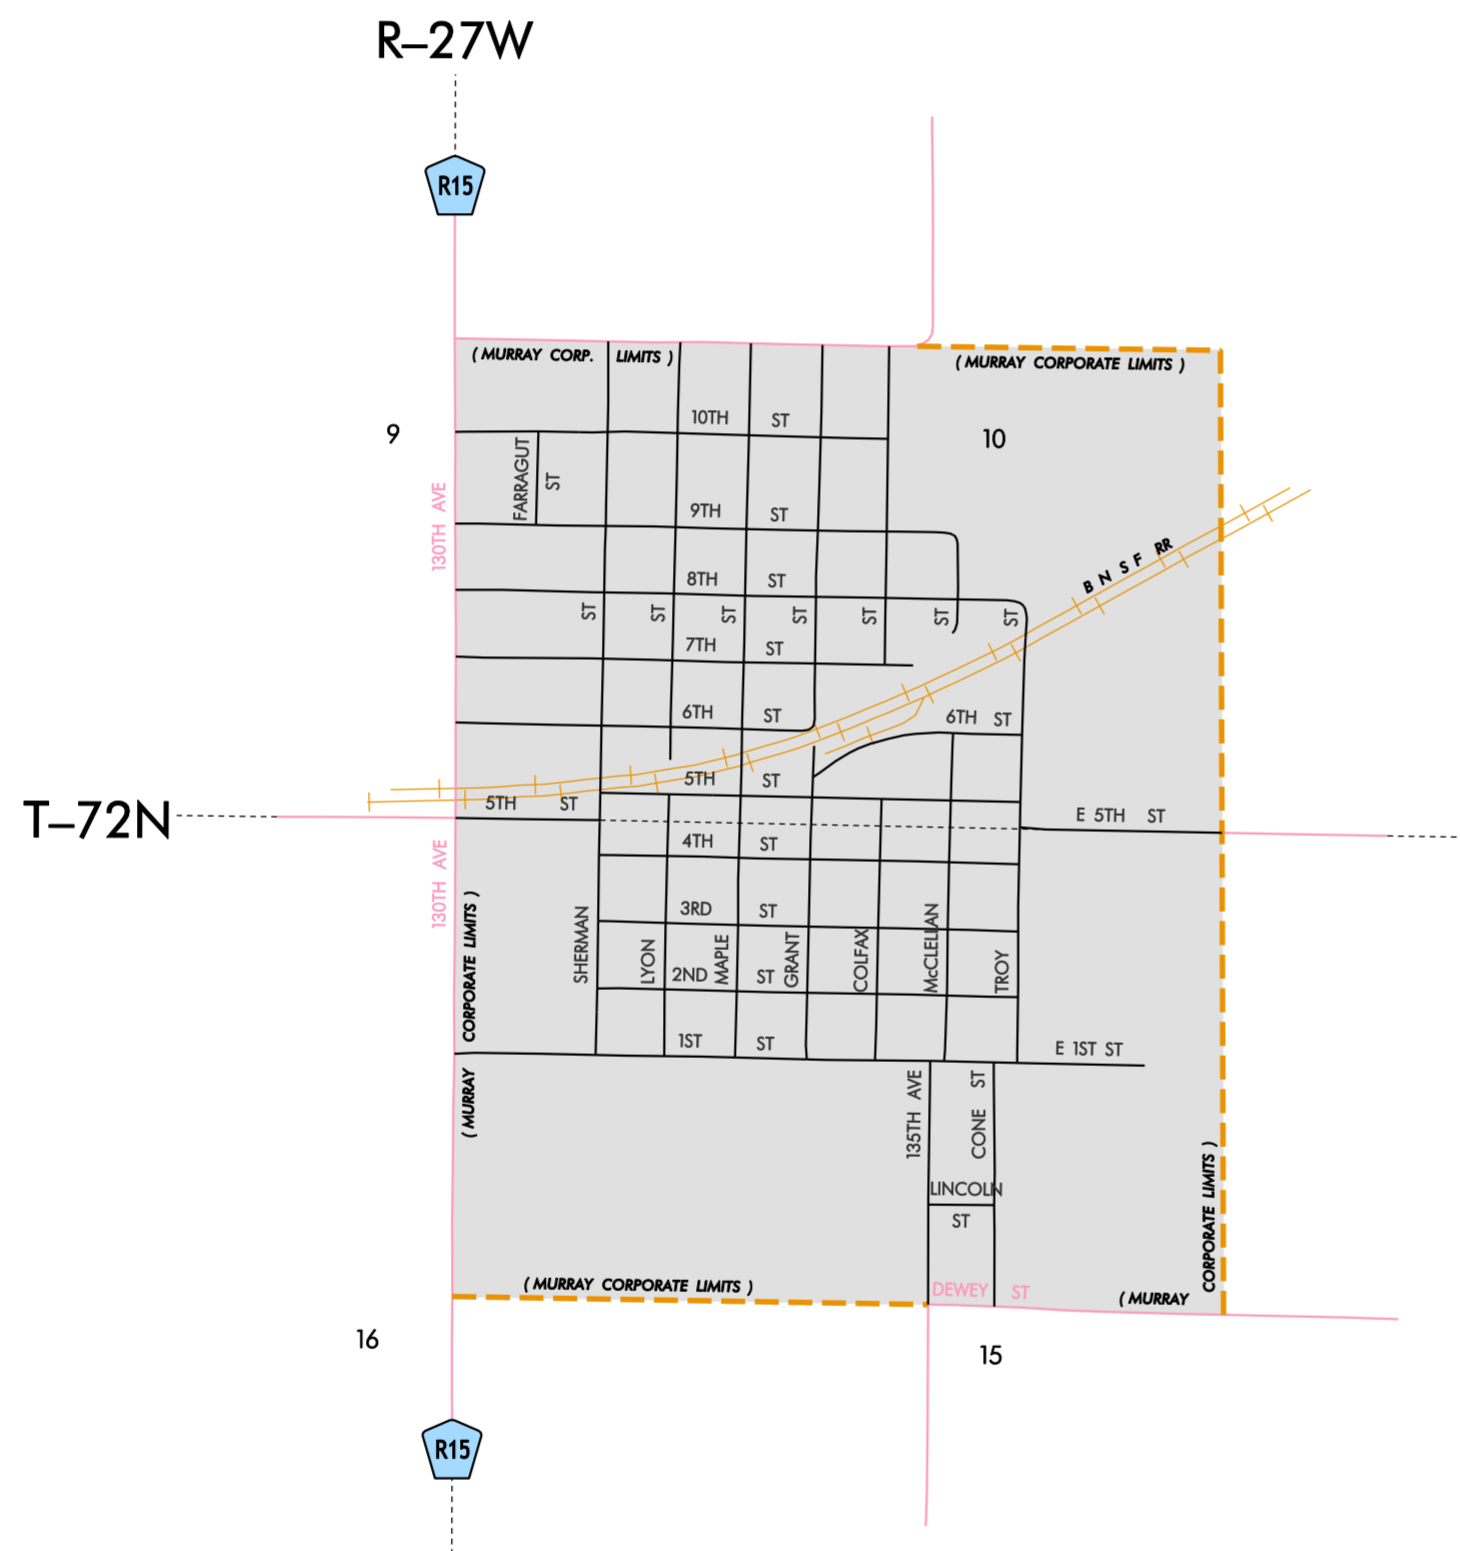 R–27W
R15
( MURRAY CORP. LIMITS )
( MURRAY CORPORATE LIMITS )
9
10
10TH ST
FARRAGUT ST
130TH AVE
9TH ST
B N S F RR
8TH ST
ST
ST
ST
ST
ST
ST
ST
7TH ST
6TH ST
6TH ST
5TH ST
5TH ST
T–72N
E 5TH ST
4TH ST
130TH AVE
( MURRAY CORPORATE LIMITS )
3RD ST
SHERMAN
LYON
MAPLE
GRANT
COLFAX
McCLELLAN
TROY
2ND ST
1ST ST
E 1ST ST
135TH AVE
CONE ST
LINCOLN
ST
( MURRAY CORPORATE LIMITS )
DEWEY ST
( MURRAY
CORPORATE LIMITS )
16
15
R15